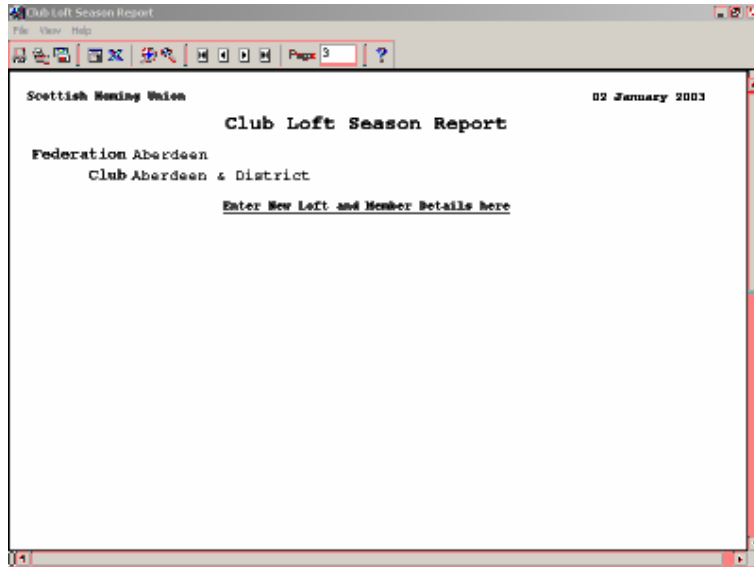 Club Loft Season Report
File View Help
Page 3
Scottish Homing Union 02 January 2003
Club Loft Season Report
Federation Aberdeen
Club Aberdeen & District
Enter New Loft and Member Details here